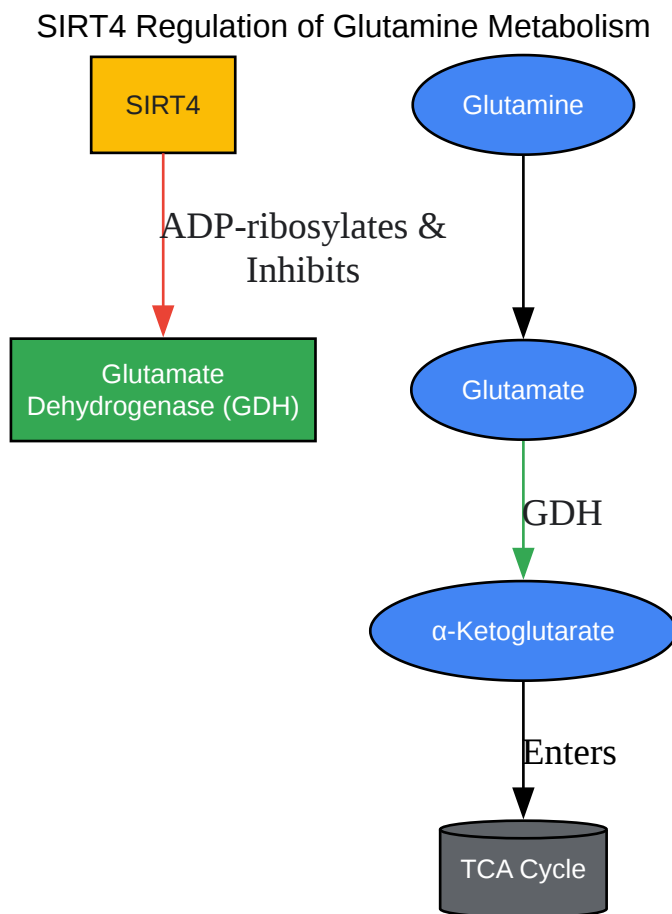 SIRT4 Regulation of Glutamine Metabolism
SIRT4
Glutamine
ADP-ribosylates &
Inhibits
Glutamate
Dehydrogenase (GDH)
Glutamate
GDH
α-Ketoglutarate
Enters
TCA Cycle